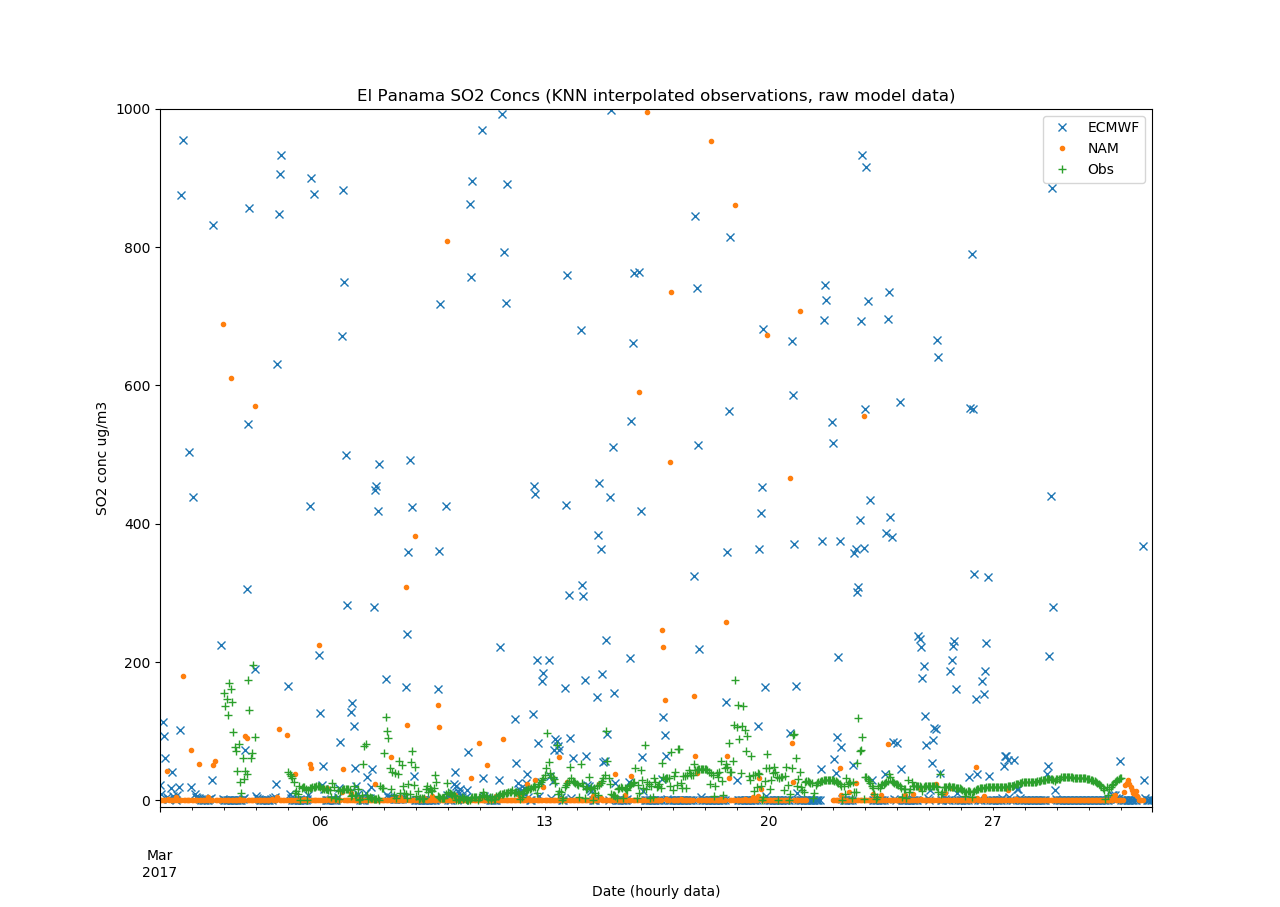 El Panama SO2 Concs (KNN interpolated observations, raw model data)
1000
800
600
400
200
0
SO2 conc ug/m3
ECMWF
NAM
Obs
06
13
20
27
Mar
2017
Date (hourly data)